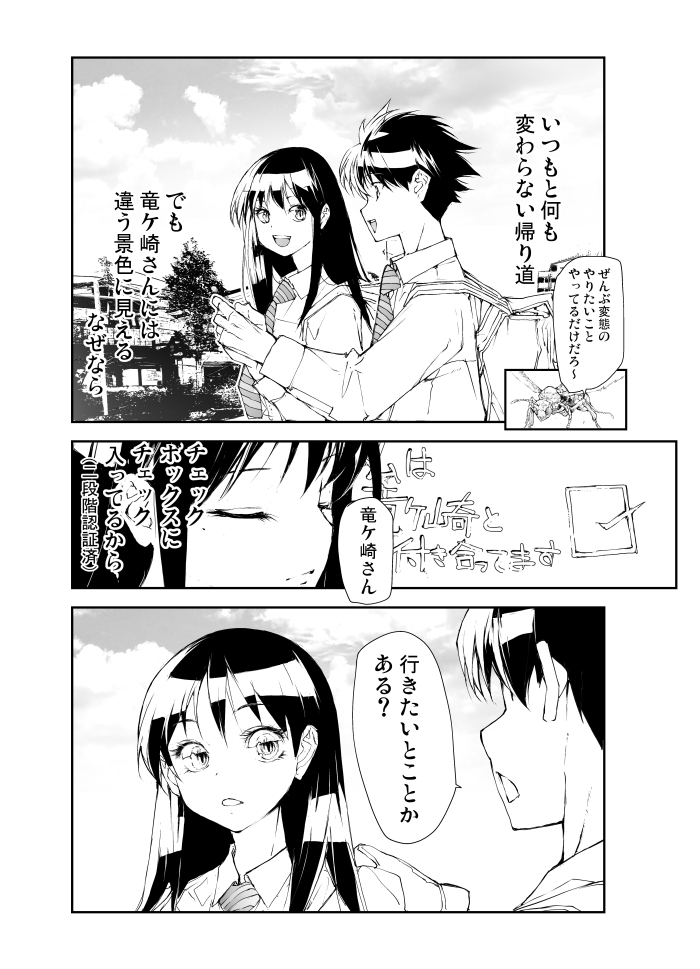 いつもと何も
変わらない帰り道
ぜんぶ変態の
やりたいこと
やってるだけだろ～
でも
竜ケ崎さんには
違う景色に見える
なぜなら
は
竜ケ崎と
付き合ってます
竜ケ崎さん
チェック
ボックスに
チェック
入ってるから
(二段階認証済)
行きたいとことか
ある？